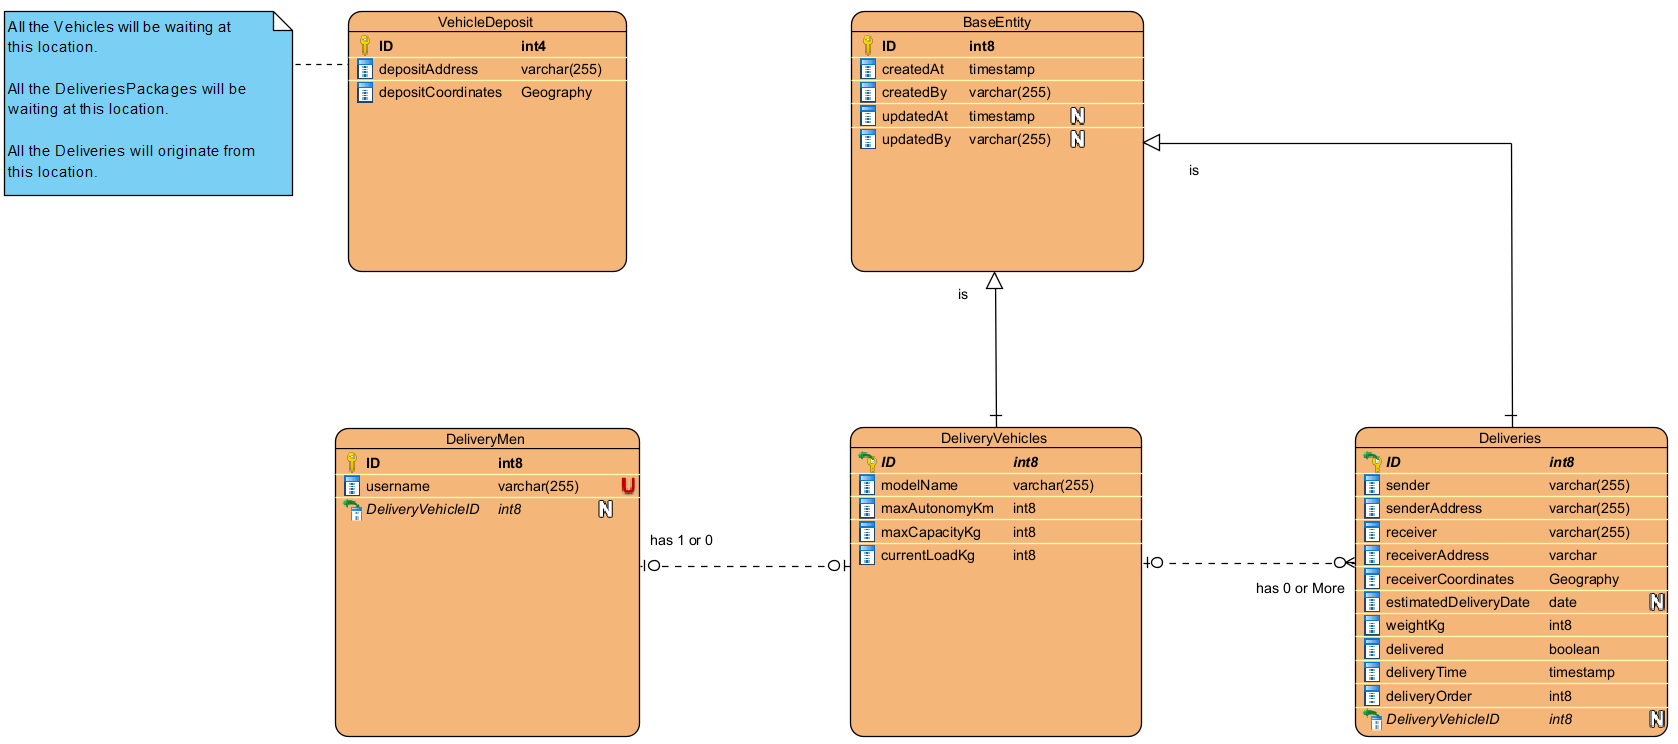 All the Vehicles will be waiting at
this location.
All the DeliveriesPackages will be
waiting at this location.
All the Deliveries will originate from
this location.
VehicleDeposit
ID int4
depositAddress varchar(255)
depositCoordinates Geography
BaseEntity
ID int8
createdAt timestamp
createdBy varchar(255)
updatedAt timestamp N
updatedBy varchar(255) N
is
is
DeliveryMen
ID int8
username varchar(255) U
DeliveryVehicleID int8 N
has 1 or 0
DeliveryVehicles
ID int8
modelName varchar(255)
maxAutonomyKm int8
maxCapacityKg int8
currentLoadKg int8
has 0 or More
Deliveries
ID int8
sender varchar(255)
senderAddress varchar(255)
receiver varchar(255)
receiverAddress varchar
receiverCoordinates Geography
estimatedDeliveryDate date N
weightKg int8
delivered boolean
deliveryTime timestamp
deliveryOrder int8
DeliveryVehicleID int8 N